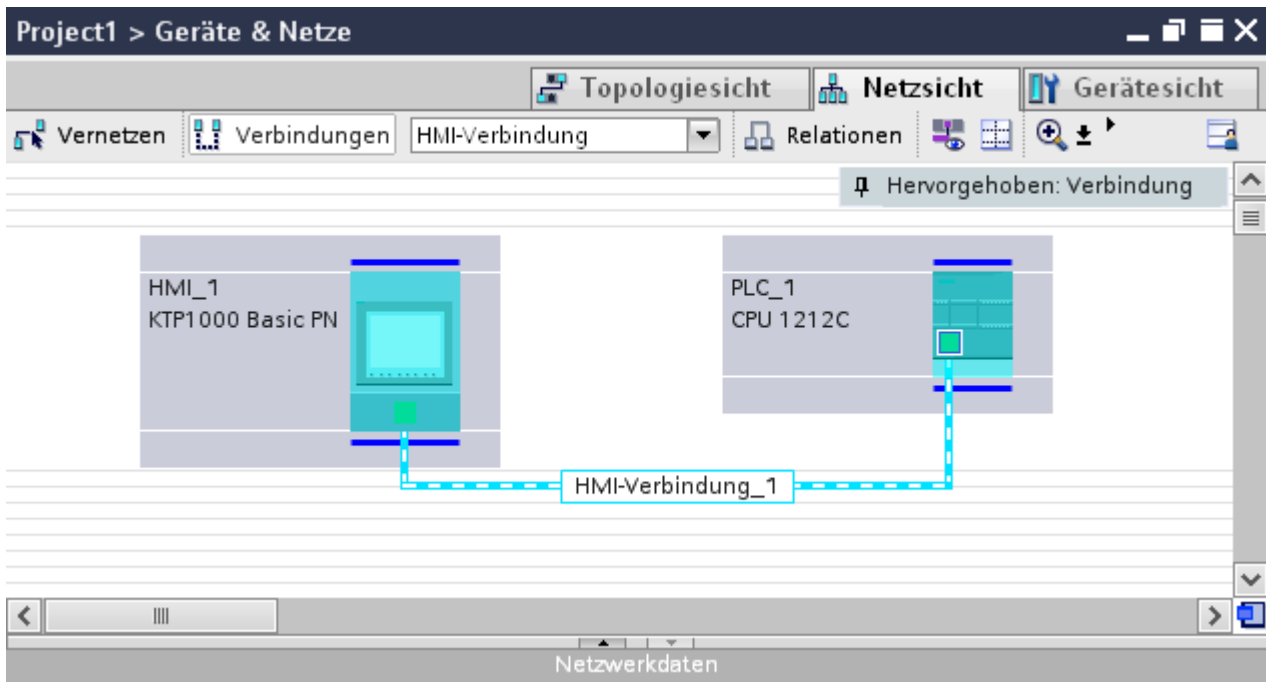 Project1 > Geräte & Netze
Topologiesicht Netzsicht Gerätesicht
Vernetzen Verbindungen HMI-Verbindung Relationen
Hervorgehoben: Verbindung
HMI_1
KTP1000 Basic PN
PLC_1
CPU 1212C
HMI-Verbindung_1
Netzwerkdaten